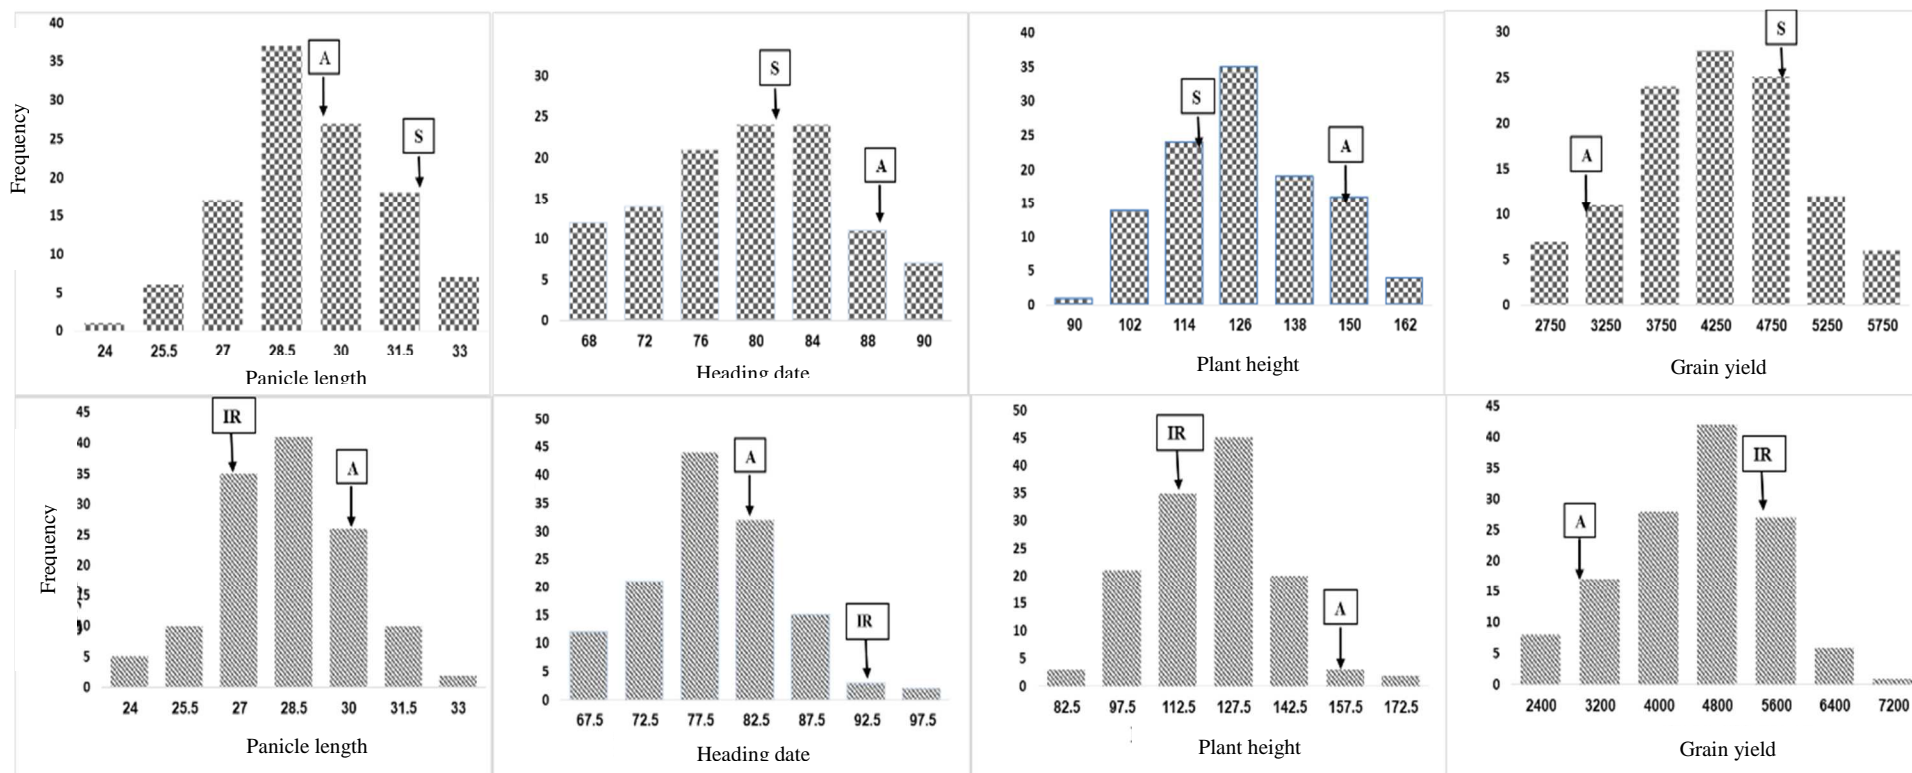 Frequency
40
35
30
25
20
15
10
5
0
A
S
24 25.5 27 28.5 30 31.5 33
Panicle length
30
25
20
15
10
5
0
S
A
68 72 76 80 84 88 90
Heading date
40
35
30
25
20
15
10
5
0
S
A
90 102 114 126 138 150 162
Plant height
30
25
20
15
10
5
0
A
S
2750 3250 3750 4250 4750 5250 5750
Grain yield
Frequency
45
40
35
30
25
20
15
10
5
0
IR
A
24 25.5 27 28.5 30 31.5 33
Panicle length
50
45
40
35
30
25
20
15
10
5
0
A
IR
67.5 72.5 77.5 82.5 87.5 92.5 97.5
Heading date
50
45
40
35
30
25
20
15
10
5
0
IR
A
82.5 97.5 112.5 127.5 142.5 157.5 172.5
Plant height
45
40
35
30
25
20
15
10
5
0
A
IR
2400 3200 4000 4800 5600 6400 7200
Grain yield